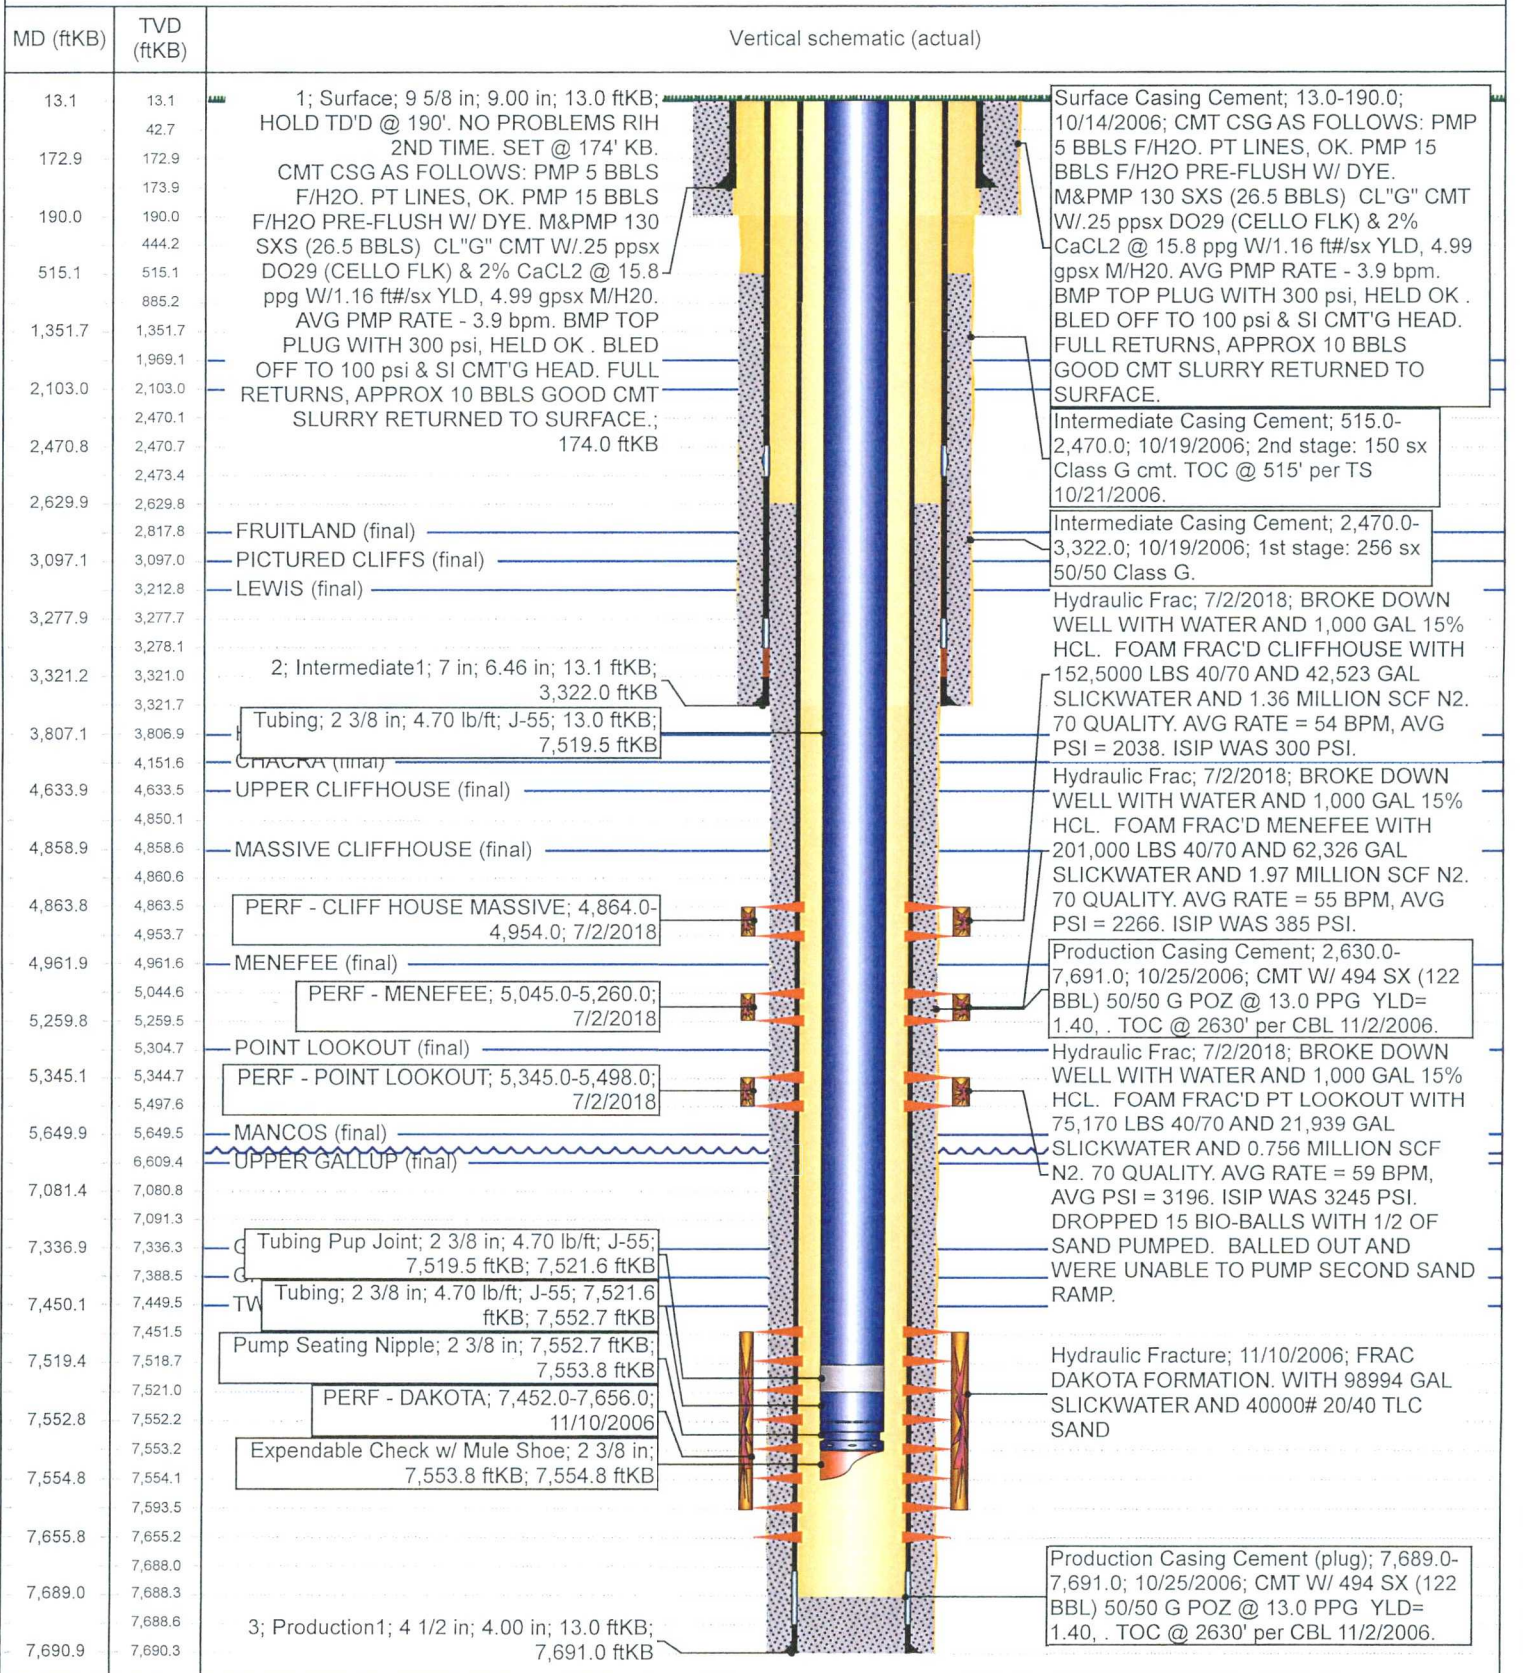 MD (ftKB)
TVD
(ftKB)
Vertical schematic (actual)
13.1
172.9
190.0
515.1
1,351.7
2,103.0
2,470.8
2,629.9
3,097.1
3,277.9
3,321.2
3,807.1
4,633.9
4,858.9
4,863.8
4,961.9
5,259.8
5,345.1
5,649.9
7,081.4
7,336.9
7,450.1
7,519.4
7,552.8
7,554.8
7,655.8
7,689.0
7,690.9
13.1
42.7
172.9
173.9
190.0
444.2
515.1
885.2
1,351.7
1,969.1
2,103.0
2,470.1
2,470.7
2,473.4
2,629.8
2,817.8
3,097.0
3,212.8
3,277.7
3,278.1
3,321.0
3,321.7
3,806.9
4,151.6
4,633.5
4,850.1
4,858.6
4,860.6
4,863.5
4,953.7
4,961.6
5,044.6
5,259.5
5,304.7
5,344.7
5,497.6
5,649.5
6,609.4
7,080.8
7,091.3
7,336.3
7,388.5
7,449.5
7,451.5
7,518.7
7,521.0
7,552.2
7,553.2
7,554.1
7,593.5
7,655.2
7,688.0
7,688.3
7,688.6
7,690.3
1; Surface; 9 5/8 in; 9.00 in; 13.0 ftKB;
HOLD TD'D @ 190'. NO PROBLEMS RIH
2ND TIME. SET @ 174' KB.
CMT CSG AS FOLLOWS: PMP 5 BBLS
F/H2O. PT LINES, OK. PMP 15 BBLS
F/H2O PRE-FLUSH W/ DYE. M&PMP 130
SXS (26.5 BBLS) CL"G" CMT W/.25 ppsx
DO29 (CELLO FLK) & 2% CaCL2 @ 15.8
ppg W/1.16 ft#/sx YLD, 4.99 gpsx M/H20.
AVG PMP RATE - 3.9 bpm. BMP TOP
PLUG WITH 300 psi, HELD OK . BLED
OFF TO 100 psi & SI CMT'G HEAD. FULL
RETURNS, APPROX 10 BBLS GOOD CMT
SLURRY RETURNED TO SURFACE.;
174.0 ftKB
FRUITLAND (final)
PICTURED CLIFFS (final)
LEWIS (final)
2; Intermediate1; 7 in; 6.46 in; 13.1 ftKB;
3,322.0 ftKB
Tubing; 2 3/8 in; 4.70 lb/ft; J-55; 13.0 ftKB;
7,519.5 ftKB
CHACRA (final)
UPPER CLIFFHOUSE (final)
MASSIVE CLIFFHOUSE (final)
PERF - CLIFF HOUSE MASSIVE; 4,864.0-
4,954.0; 7/2/2018
MENEFEE (final)
PERF - MENEFEE; 5,045.0-5,260.0;
7/2/2018
POINT LOOKOUT (final)
PERF - POINT LOOKOUT; 5,345.0-5,498.0;
7/2/2018
MANCOS (final)
UPPER GALLUP (final)
G
Tubing Pup Joint; 2 3/8 in; 4.70 lb/ft; J-55;
7,519.5 ftKB; 7,521.6 ftKB
G
TW
Tubing; 2 3/8 in; 4.70 lb/ft; J-55; 7,521.6
ftKB; 7,552.7 ftKB
Pump Seating Nipple; 2 3/8 in; 7,552.7 ftKB;
7,553.8 ftKB
PERF - DAKOTA; 7,452.0-7,656.0;
11/10/2006
Expendable Check w/ Mule Shoe; 2 3/8 in;
7,553.8 ftKB; 7,554.8 ftKB
3; Production1; 4 1/2 in; 4.00 in; 13.0 ftKB;
7,691.0 ftKB
Surface Casing Cement; 13.0-190.0;
10/14/2006; CMT CSG AS FOLLOWS: PMP
5 BBLS F/H2O. PT LINES, OK. PMP 15
BBLS F/H2O PRE-FLUSH W/ DYE.
M&PMP 130 SXS (26.5 BBLS) CL"G" CMT
W/.25 ppsx DO29 (CELLO FLK) & 2%
CaCL2 @ 15.8 ppg W/1.16 ft#/sx YLD, 4.99
gpsx M/H20. AVG PMP RATE - 3.9 bpm.
BMP TOP PLUG WITH 300 psi, HELD OK .
BLED OFF TO 100 psi & SI CMT'G HEAD.
FULL RETURNS, APPROX 10 BBLS
GOOD CMT SLURRY RETURNED TO
SURFACE.
Intermediate Casing Cement; 515.0-
2,470.0; 10/19/2006; 2nd stage: 150 sx
Class G cmt. TOC @ 515' per TS
10/21/2006.
Intermediate Casing Cement; 2,470.0-
3,322.0; 10/19/2006; 1st stage: 256 sx
50/50 Class G.
Hydraulic Frac; 7/2/2018; BROKE DOWN
WELL WITH WATER AND 1,000 GAL 15%
HCL. FOAM FRAC'D CLIFFHOUSE WITH
152,5000 LBS 40/70 AND 42,523 GAL
SLICKWATER AND 1.36 MILLION SCF N2.
70 QUALITY. AVG RATE = 54 BPM, AVG
PSI = 2038. ISIP WAS 300 PSI.
Hydraulic Frac; 7/2/2018; BROKE DOWN
WELL WITH WATER AND 1,000 GAL 15%
HCL. FOAM FRAC'D MENEFEE WITH
201,000 LBS 40/70 AND 62,326 GAL
SLICKWATER AND 1.97 MILLION SCF N2.
70 QUALITY. AVG RATE = 55 BPM, AVG
PSI = 2266. ISIP WAS 385 PSI.
Production Casing Cement; 2,630.0-
7,691.0; 10/25/2006; CMT W/ 494 SX (122
BBL) 50/50 G POZ @ 13.0 PPG YLD=
1.40, . TOC @ 2630' per CBL 11/2/2006.
Hydraulic Frac; 7/2/2018; BROKE DOWN
WELL WITH WATER AND 1,000 GAL 15%
HCL. FOAM FRAC'D PT LOOKOUT WITH
75,170 LBS 40/70 AND 21,939 GAL
SLICKWATER AND 0.756 MILLION SCF
N2. 70 QUALITY. AVG RATE = 59 BPM,
AVG PSI = 3196. ISIP WAS 3245 PSI.
DROPPED 15 BIO-BALLS WITH 1/2 OF
SAND PUMPED. BALLED OUT AND
WERE UNABLE TO PUMP SECOND SAND
RAMP.
Hydraulic Fracture; 11/10/2006; FRAC
DAKOTA FORMATION. WITH 98994 GAL
SLICKWATER AND 40000# 20/40 TLC
SAND
Production Casing Cement (plug); 7,689.0-
7,691.0; 10/25/2006; CMT W/ 494 SX (122
BBL) 50/50 G POZ @ 13.0 PPG YLD=
1.40, . TOC @ 2630' per CBL 11/2/2006.